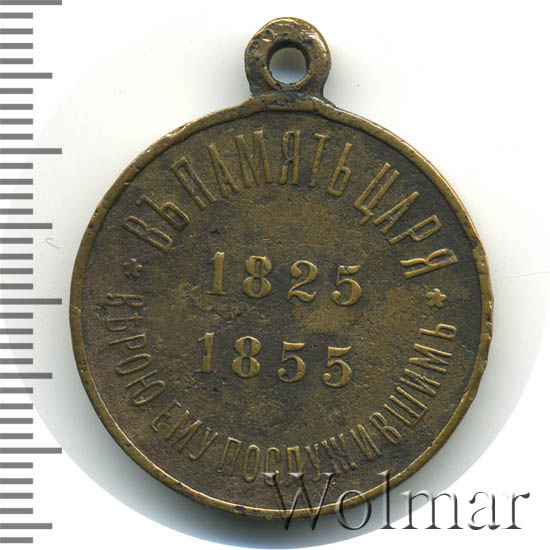 ВЪ ПАМЯТЬ ЦАРЯ
1825
1855
* ВѢРОЮ ЕМУ ПОСЛУЖИВШИМЪ *
Wolmar